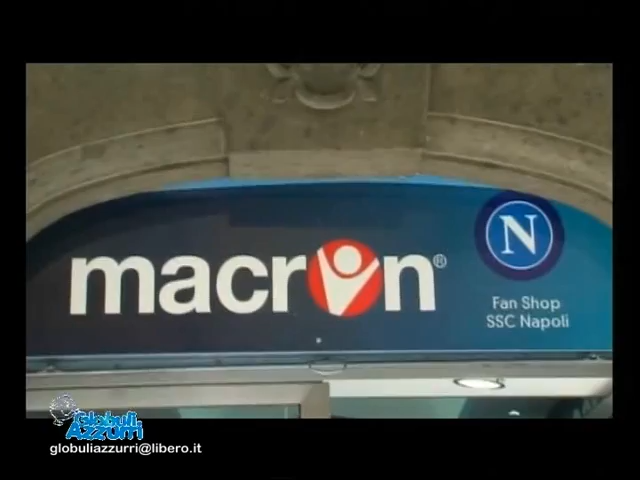 macron®
N
Fan Shop
SSC Napoli
Globuli
Azzurri
globuliazzurri@libero.it